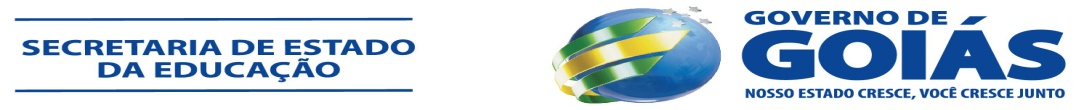 SECRETARIA DE ESTADO
DA EDUCAÇÃO
GOVERNO DE
GOIÁS
NOSSO ESTADO CRESCE, VOCÊ CRESCE JUNTO